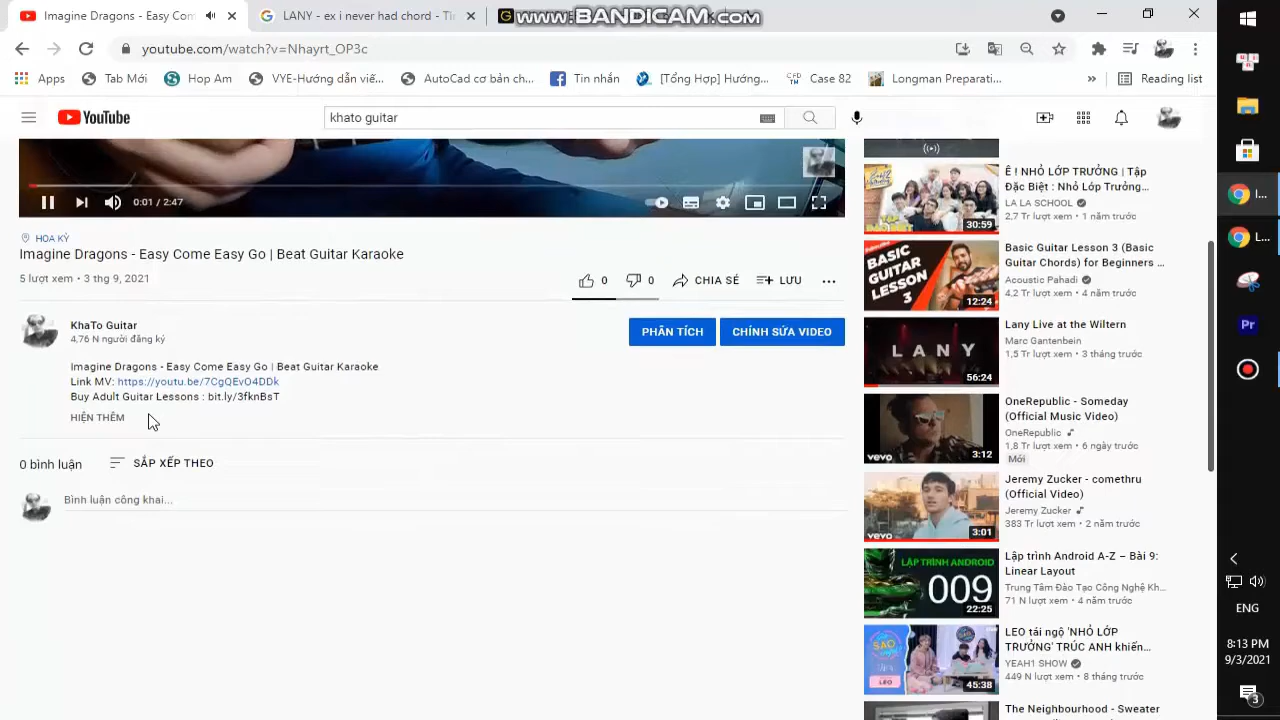 Imagine Dragons - Easy Com
LANY - ex i never had chord - T
www.BANDICAM.com
youtube.com/watch?v=Nhayrt_OP3c
Apps
Tab Mới
Hop Am
VYE-Hướng dẫn viế...
AutoCad cơ bản ch...
Tin nhắn
[Tổng Hợp] Hướng...
Case 82
Longman Preparati...
»
Reading list
YouTube
khato guitar
0:01 / 2:47
HOA KỲ
Imagine Dragons - Easy Come Easy Go | Beat Guitar Karaoke
5 lượt xem • 3 thg 9, 2021
0
0
CHIA SẺ
LƯU
KhaTo Guitar
4,76 N người đăng ký
PHÂN TÍCH
CHỈNH SỬA VIDEO
Imagine Dragons - Easy Come Easy Go | Beat Guitar Karaoke
Link MV: https://youtu.be/7CgQEvO4DDk
Buy Adult Guitar Lessons : bit.ly/3fknBsT
HIỆN THÊM
0 bình luận
SẮP XẾP THEO
Bình luận công khai...
Ê ! NHỎ LỚP TRƯỞNG | Tập
Đặc Biệt : Nhỏ Lớp Trưởng...
LA LA SCHOOL
2,7 Tr lượt xem • 1 năm trước
30:59
Basic Guitar Lesson 3 (Basic
Guitar Chords) for Beginners ...
Acoustic Pahadi
4,2 Tr lượt xem • 4 năm trước
BASIC
GUITAR
LESSON
3
12:24
Lany Live at the Wiltern
Marc Gantenbein
1,5 Tr lượt xem • 3 tháng trước
LANY
56:24
OneRepublic - Someday
(Official Music Video)
OneRepublic
1,8 Tr lượt xem • 6 ngày trước
Mới
vevo
3:12
Jeremy Zucker - comethru
(Official Video)
Jeremy Zucker
383 Tr lượt xem • 2 năm trước
vevo
3:01
Lập trình Android A-Z – Bài 9:
Linear Layout
Trung Tâm Đào Tạo Công Nghệ Kh...
71 N lượt xem • 4 năm trước
LẬP TRÌNH ANDROID
009
22:25
LEO tái ngộ 'NHỎ LỚP
TRƯỞNG' TRÚC ANH khiến...
YEAH1 SHOW
449 N lượt xem • 8 tháng trước
SAO
LEO
45:38
The Neighbourhood - Sweater
I...
L...
Pr
ENG
8:13 PM
9/3/2021
3